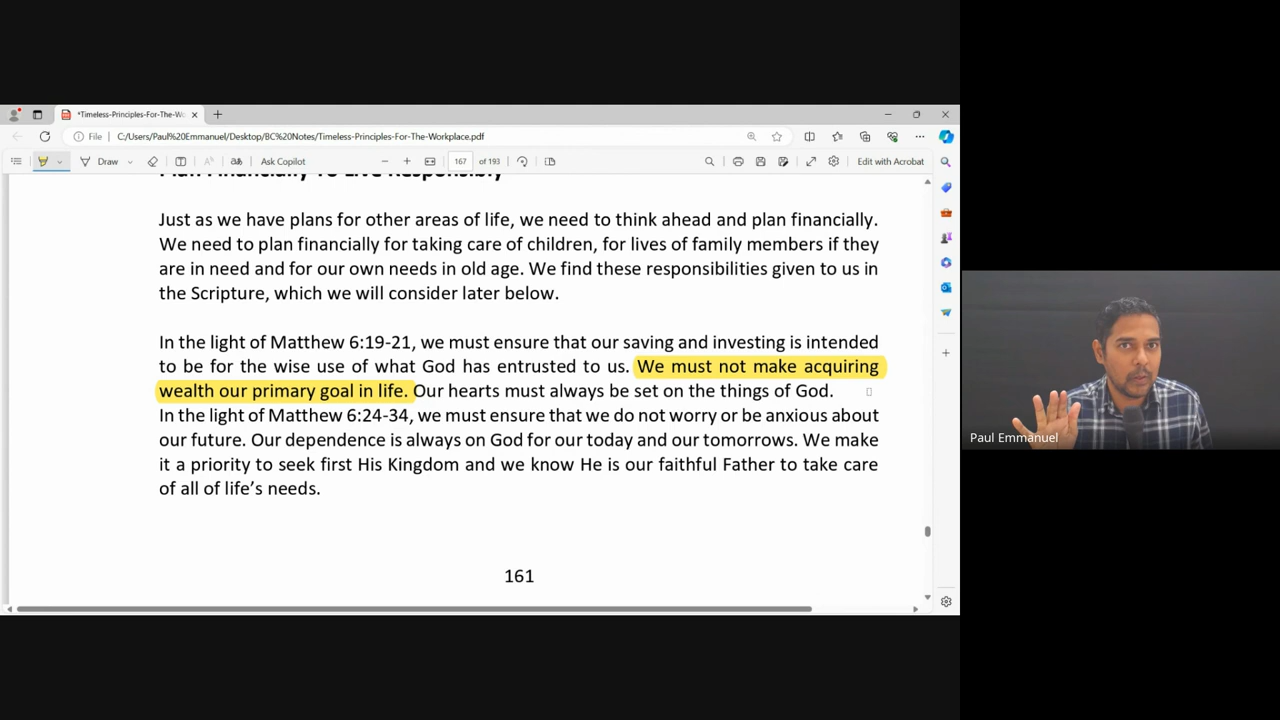 *Timeless-Principles-For-The-W
File
C:/Users/Paul%20Emmanuel/Desktop/BC%20Notes/Timeless-Principles-For-The-Workplace.pdf
Draw
Ask Copilot
167 of 193
Edit with Acrobat
Plan Financially To Live Responsibly
Just as we have plans for other areas of life, we need to think ahead and plan financially.
We need to plan financially for taking care of children, for lives of family members if they
are in need and for our own needs in old age. We find these responsibilities given to us in
the Scripture, which we will consider later below.
In the light of Matthew 6:19-21, we must ensure that our saving and investing is intended
to be for the wise use of what God has entrusted to us. We must not make acquiring
wealth our primary goal in life. Our hearts must always be set on the things of God.
In the light of Matthew 6:24-34, we must ensure that we do not worry or be anxious about
our future. Our dependence is always on God for our today and our tomorrows. We make
it a priority to seek first His Kingdom and we know He is our faithful Father to take care
of all of life’s needs.
161
Paul Emmanuel